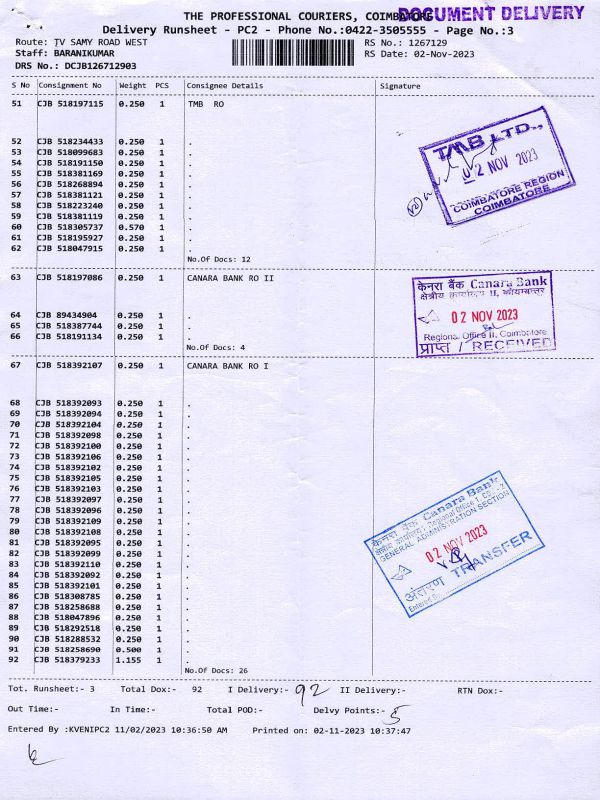 THE PROFESSIONAL COURIERS, COIMBATORE
DOCUMENT DELIVERY
Delivery Runsheet - PC2 - Phone No.:0422-3505555 - Page No.:3
Route: TV SAMY ROAD WEST
RS No.: 1267129
Staff: BARANIKUMAR
RS Date: 02-Nov-2023
DRS No.: DCJB126712903
S No Consignment No Weight PCS Consignee Details Signature
51 CJB 518197115 0.250 1 TMB RO
52 CJB 518234433 0.250 1 .
53 CJB 518099683 0.250 1 .
54 CJB 518191150 0.250 1 .
55 CJB 518381169 0.250 1 .
56 CJB 518268894 0.250 1 .
57 CJB 518381121 0.250 1 .
58 CJB 518223240 0.250 1 .
59 CJB 518381119 0.250 1 .
60 CJB 518305737 0.570 1 .
61 CJB 518195927 0.250 1 .
62 CJB 518047915 0.250 1 .
No.Of Docs: 12
TMB LTD.,
02 NOV 2023
COIMBATORE REGION
COIMBATORE
63 CJB 518197086 0.250 1 CANARA BANK RO II
64 CJB 89434904 0.250 1 .
65 CJB 518387744 0.250 1 .
66 CJB 518191134 0.250 1 .
No.Of Docs: 4
केनरा बैंक Canara Bank
क्षेत्रीय कार्यालय II, कोयम्बत्तूर
02 NOV 2023
Regional Office II, Coimbatore
प्राप्त / RECEIVED
67 CJB 518392107 0.250 1 CANARA BANK RO I
68 CJB 518392093 0.250 1 .
69 CJB 518392094 0.250 1 .
70 CJB 518392104 0.250 1 .
71 CJB 518392098 0.250 1 .
72 CJB 518392100 0.250 1 .
73 CJB 518392106 0.250 1 .
74 CJB 518392102 0.250 1 .
75 CJB 518392105 0.250 1 .
76 CJB 518392103 0.250 1 .
77 CJB 518392097 0.250 1 .
78 CJB 518392096 0.250 1 .
79 CJB 518392109 0.250 1 .
80 CJB 518392108 0.250 1 .
81 CJB 518392095 0.250 1 .
82 CJB 518392099 0.250 1 .
83 CJB 518392110 0.250 1 .
84 CJB 518392092 0.250 1 .
85 CJB 518392101 0.250 1 .
86 CJB 518308785 0.250 1 .
87 CJB 518258688 0.250 1 .
88 CJB 518047896 0.250 1 .
89 CJB 518292518 0.250 1 .
90 CJB 518288532 0.250 1 .
91 CJB 518258690 0.500 1 .
92 CJB 518379233 1.155 1 .
No.Of Docs: 26
केनरा बैंक Canara Bank
Regional Office
GENERAL ADMINISTRATION SECTION
02 NOV 2023
अंतरण TRANSFER
Entered By
Tot. Runsheet:- 3 Total Dox:- 92 I Delivery:- 92 II Delivery:- RTN Dox:-
Out Time:- In Time:- Total POD:- Delvy Points:- 5
Entered By :KVENIPC2 11/02/2023 10:36:50 AM Printed on: 02-11-2023 10:37:47